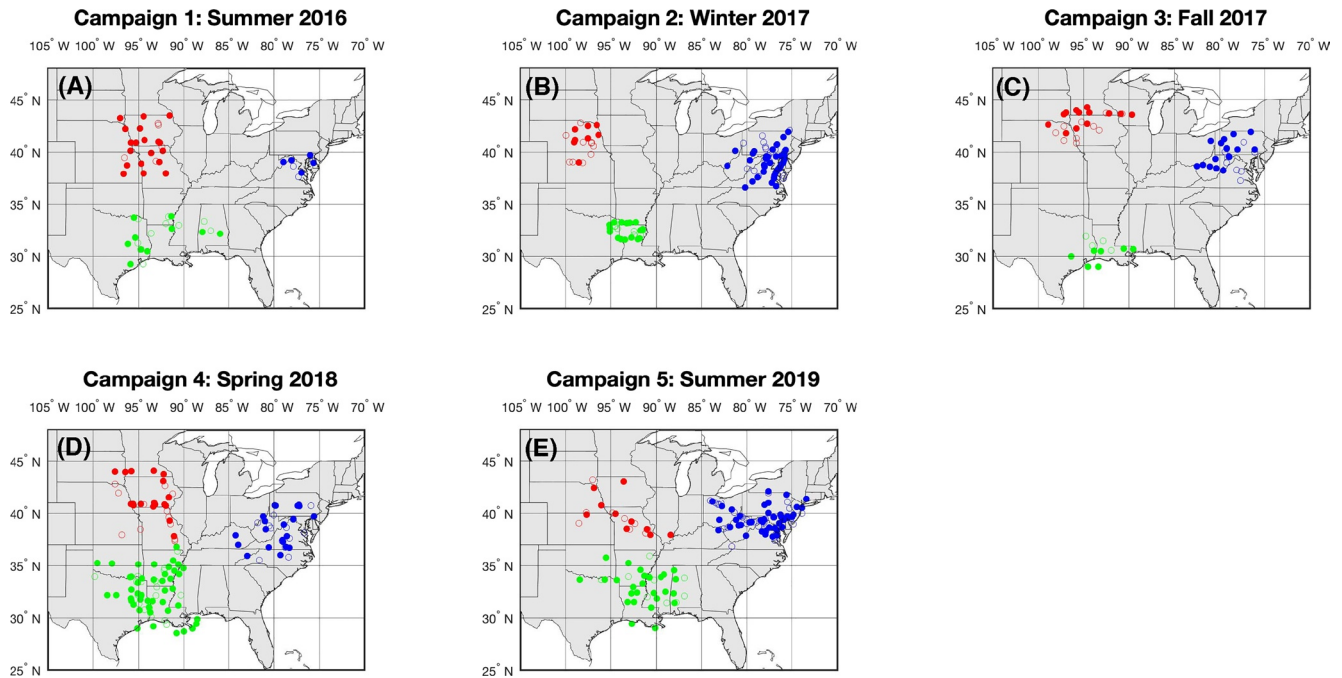 Campaign 1: Summer 2016
105° W 100° W 95° W 90° W 85° W 80° W 75° W 70° W
(A)
45° N
40° N
35° N
30° N
25° N
Campaign 2: Winter 2017
105° W 100° W 95° W 90° W 85° W 80° W 75° W 70° W
(B)
45° N
40° N
35° N
30° N
25° N
Campaign 3: Fall 2017
105° W 100° W 95° W 90° W 85° W 80° W 75° W 70° W
(C)
45° N
40° N
35° N
30° N
25° N
Campaign 4: Spring 2018
105° W 100° W 95° W 90° W 85° W 80° W 75° W 70° W
(D)
45° N
40° N
35° N
30° N
25° N
Campaign 5: Summer 2019
105° W 100° W 95° W 90° W 85° W 80° W 75° W 70° W
(E)
45° N
40° N
35° N
30° N
25° N